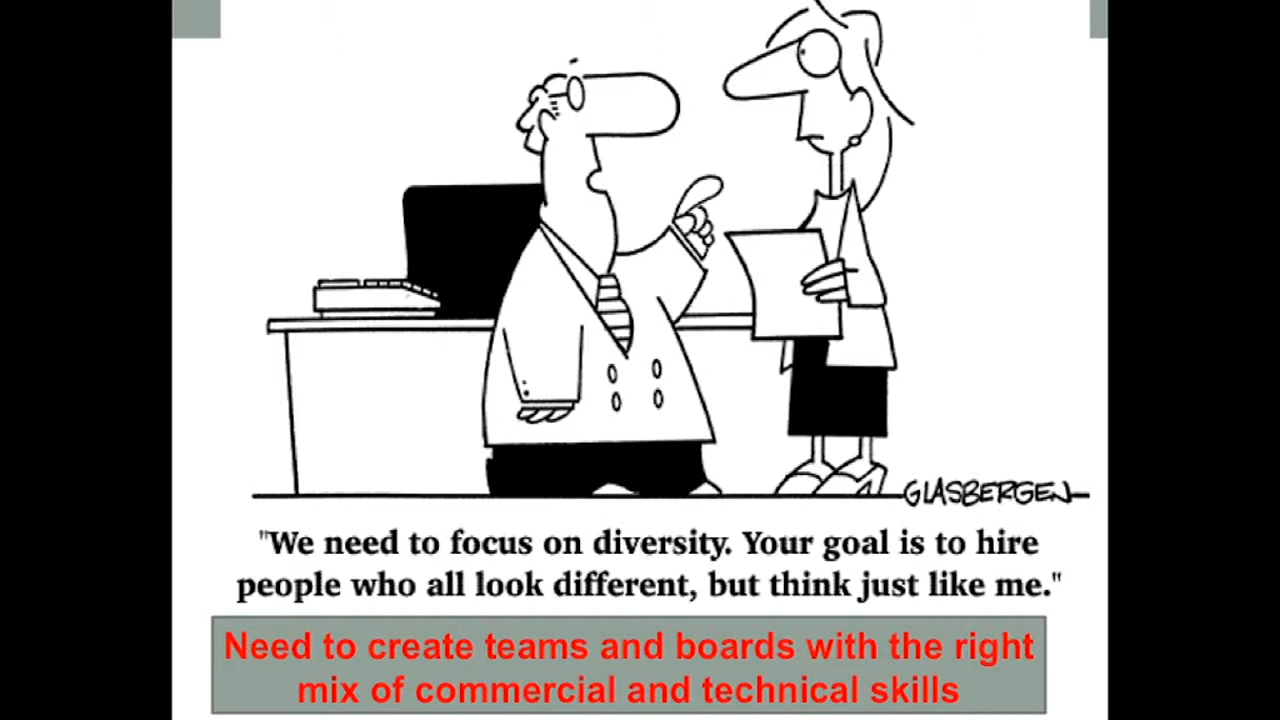 GLASBERGEN
"We need to focus on diversity. Your goal is to hire
people who all look different, but think just like me."
Need to create teams and boards with the right
mix of commercial and technical skills